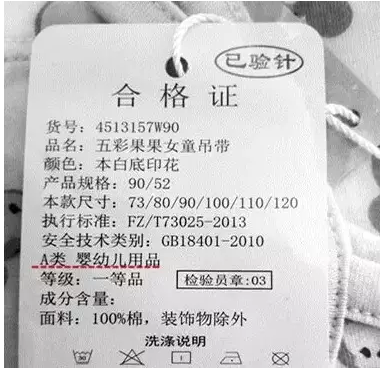 已验针
合格证
货号: 4513157W90
品名: 五彩果果女童吊带
颜色: 本白底印花
产品规格: 90/52
本款尺寸: 73/80/90/100/110/120
执行标准: FZ/T73025-2013
安全技术类别: GB18401-2010
A类 婴幼儿用品
等级: 一等品 检验员章:03
成分含量:
面料: 100%棉, 装饰物除外
洗涤说明